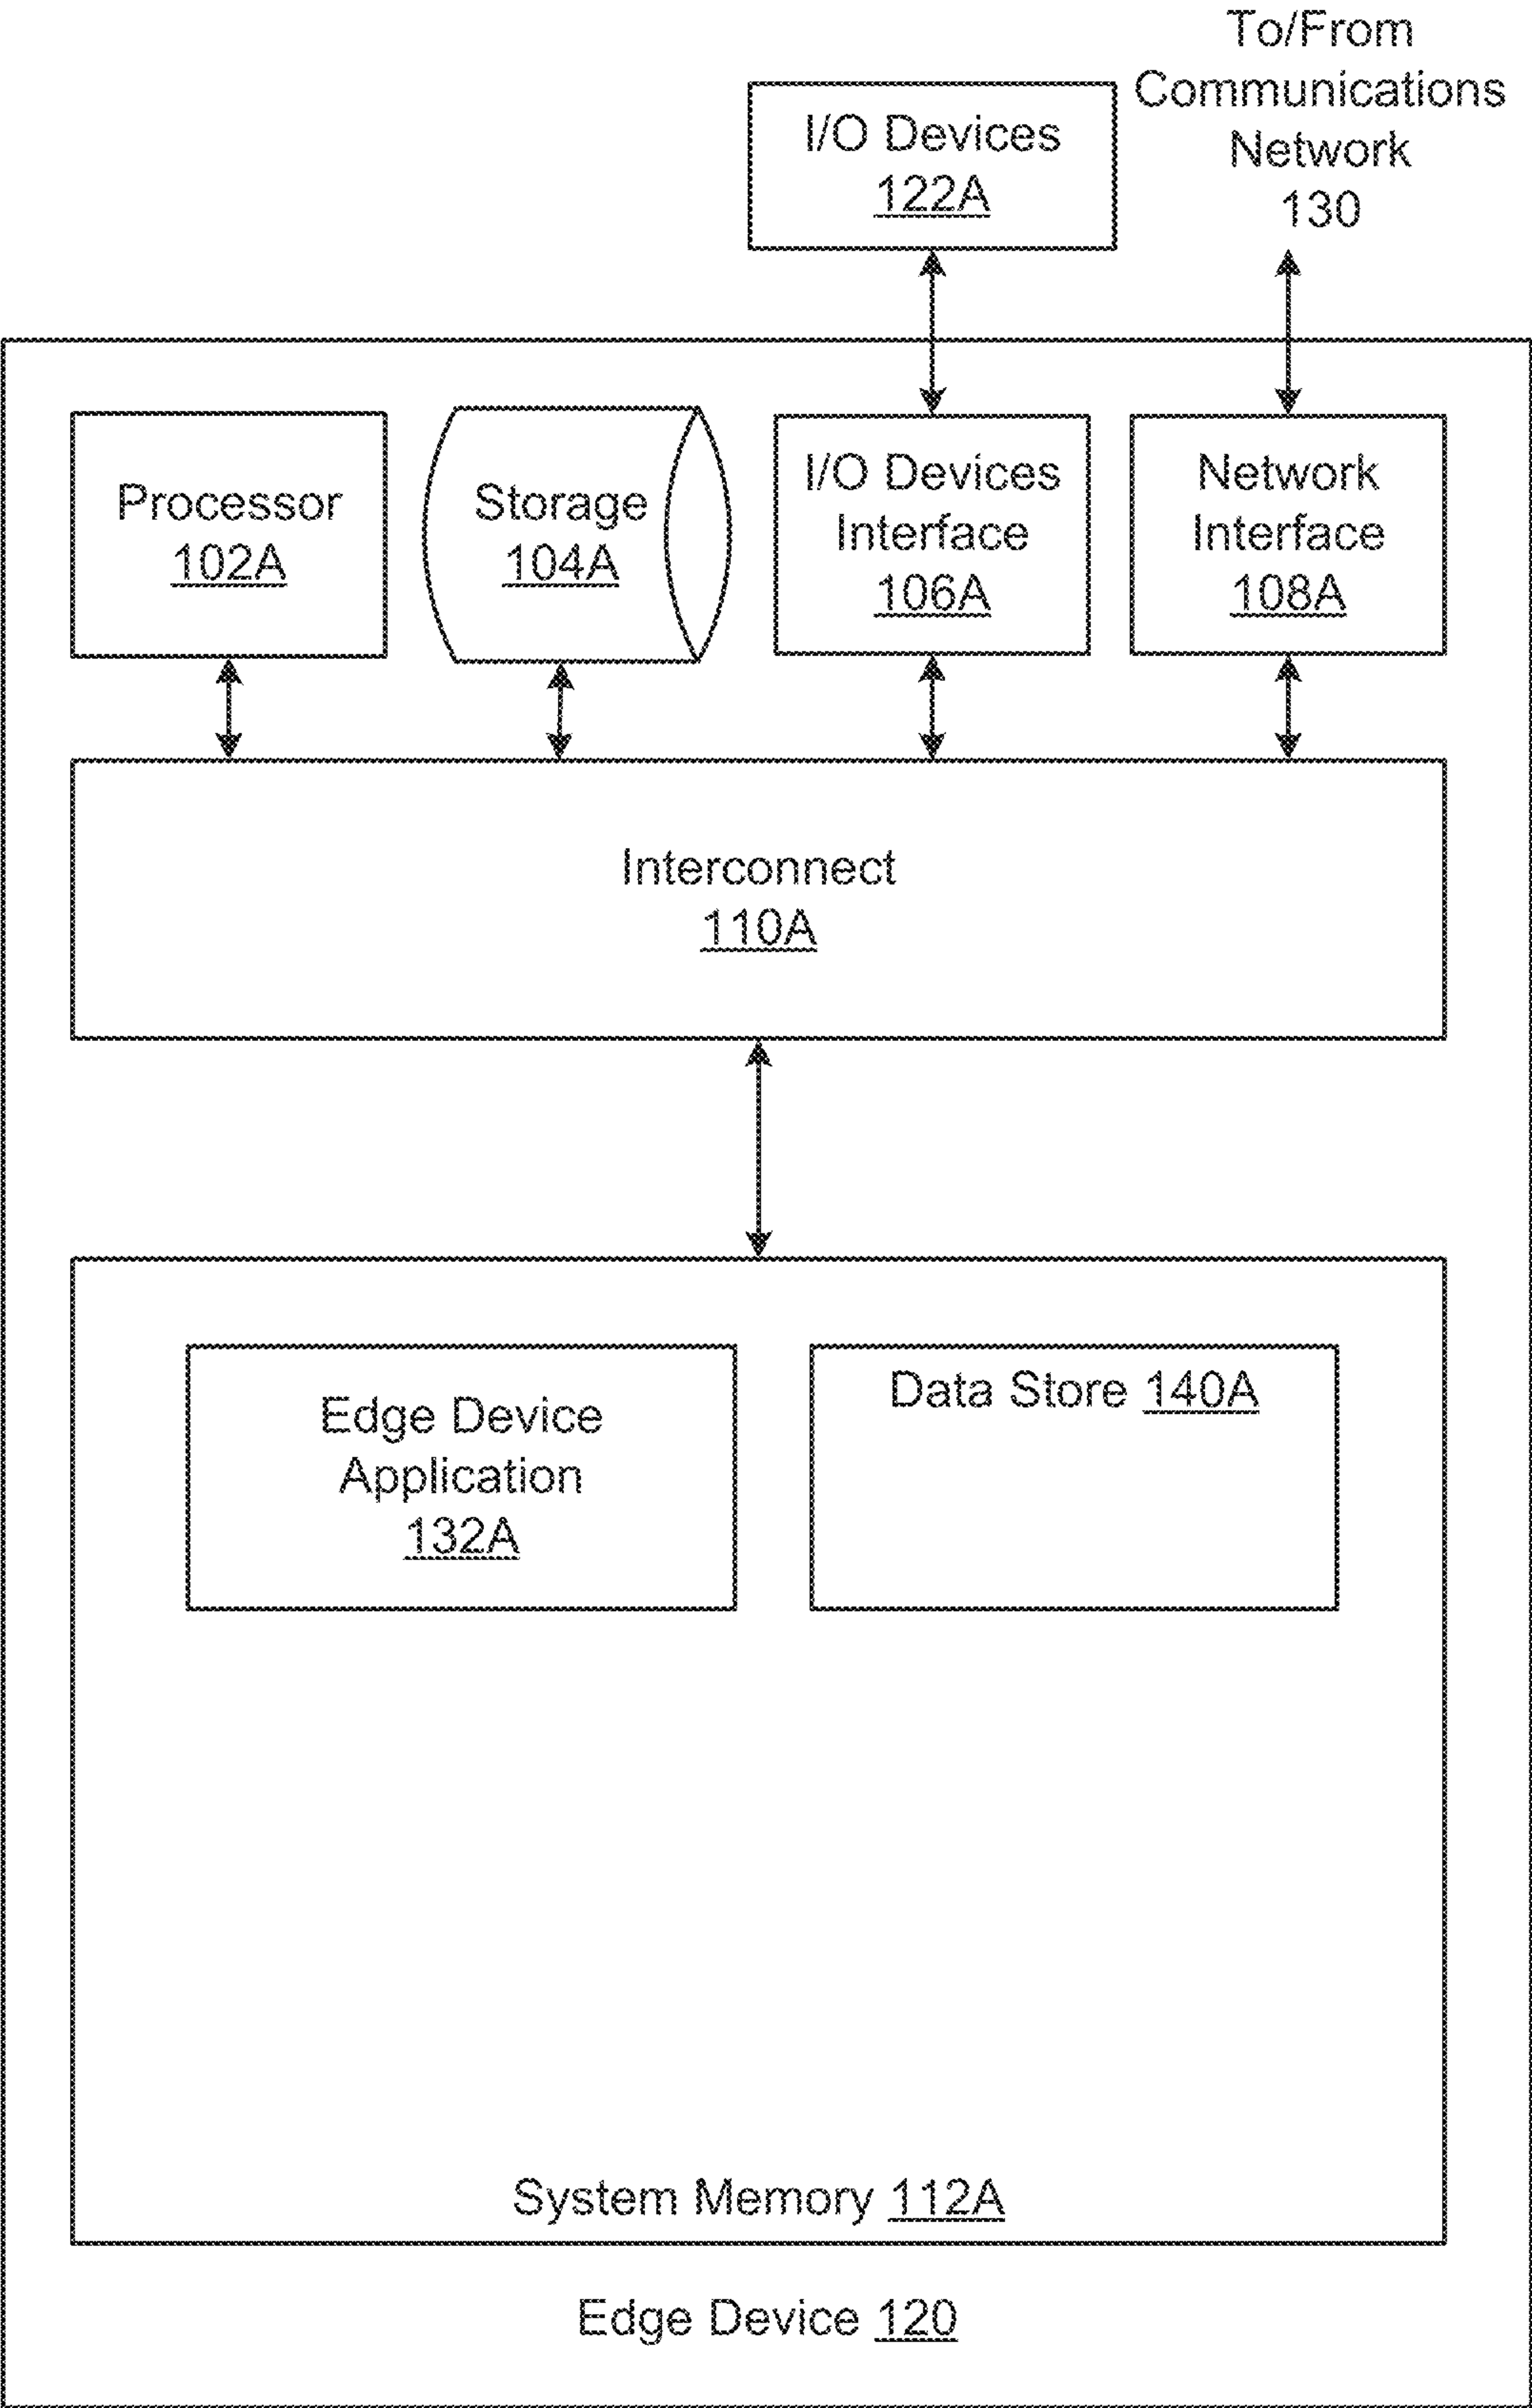 To/From
Communications
Network
130
I/O Devices
122A
Processor
102A
Storage
104A
I/O Devices
Interface
106A
Network
Interface
108A
Interconnect
110A
Edge Device
Application
132A
Data Store 140A
System Memory 112A
Edge Device 120